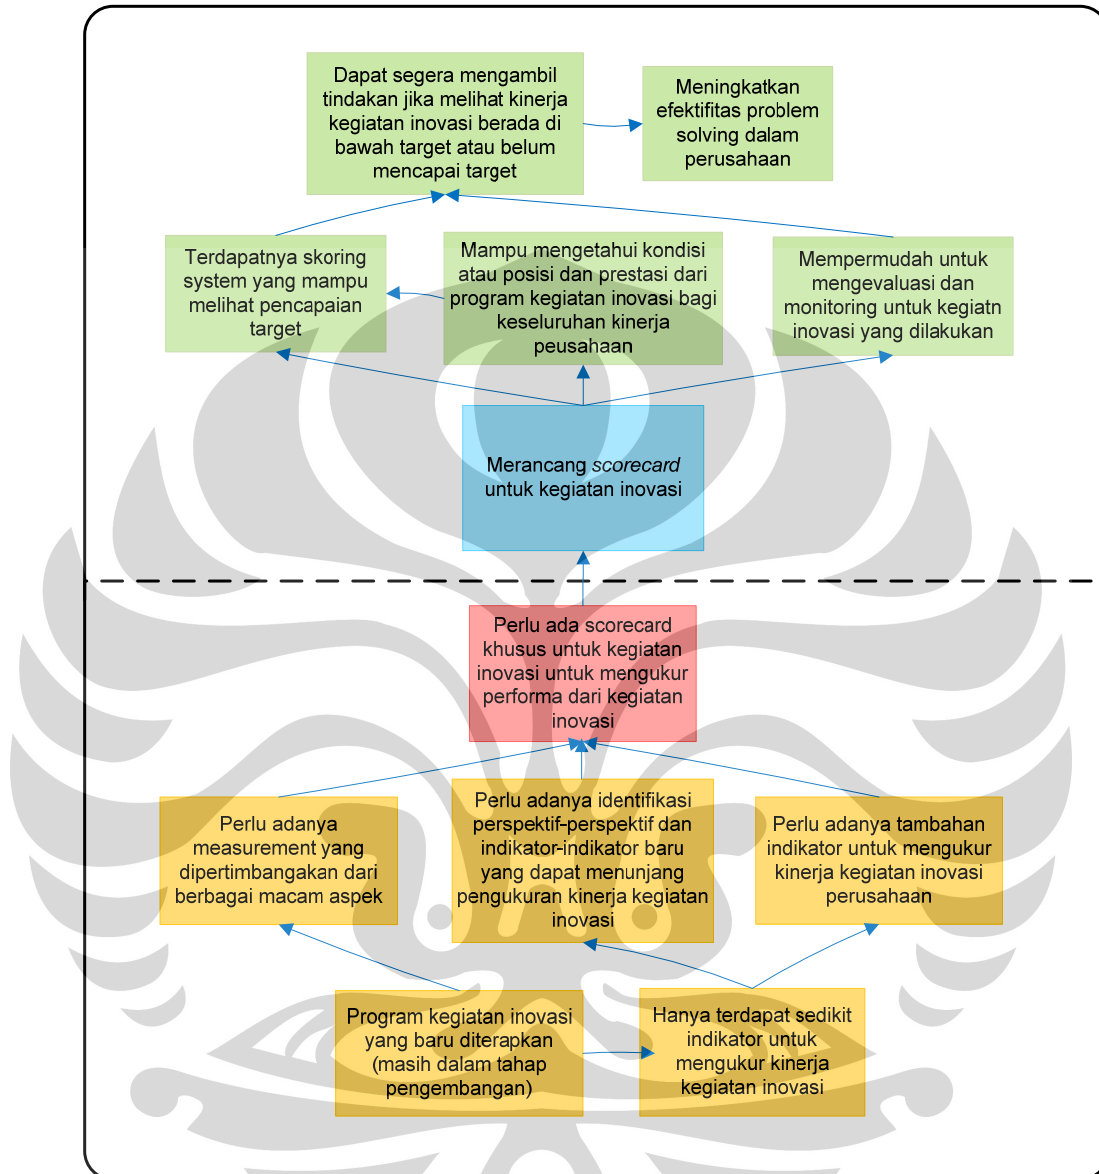 Dapat segera mengambil
tindakan jika melihat kinerja
kegiatan inovasi berada di
bawah target atau belum
mencapai target
Meningkatkan
efektifitas problem
solving dalam
perusahaan
Terdapatnya skoring
system yang mampu
melihat pencapaian
target
Mampu mengetahui kondisi
atau posisi dan prestasi dari
program kegiatan inovasi bagi
keseluruhan kinerja
peusahaan
Mempermudah untuk
mengevaluasi dan
monitoring untuk kegiatn
inovasi yang dilakukan
Merancang scorecard
untuk kegiatan inovasi
Perlu ada scorecard
khusus untuk kegiatan
inovasi untuk mengukur
performa dari kegiatan
inovasi
Perlu adanya
measurement yang
dipertimbangakan dari
berbagai macam aspek
Perlu adanya identifikasi
perspektif-perspektif dan
indikator-indikator baru
yang dapat menunjang
pengukuran kinerja kegiatan
inovasi
Perlu adanya tambahan
indikator untuk mengukur
kinerja kegiatan inovasi
perusahaan
Program kegiatan inovasi
yang baru diterapkan
(masih dalam tahap
pengembangan)
Hanya terdapat sedikit
indikator untuk
mengukur kinerja
kegiatan inovasi